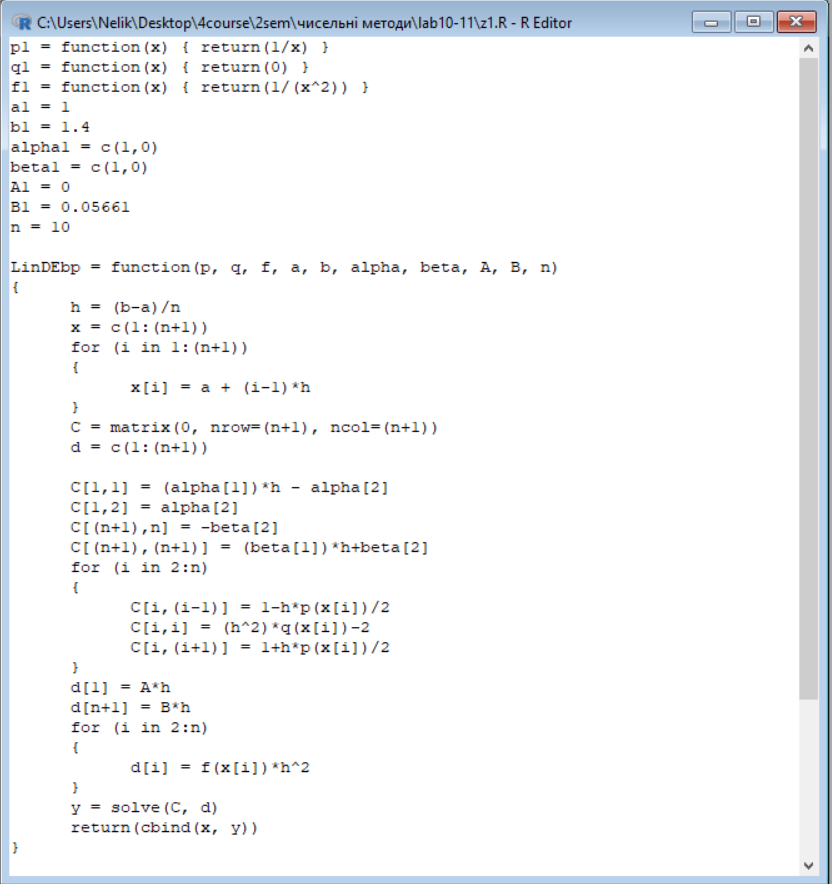 C:\Users\Nelik\Desktop\4course\2sem\чисельні методи\lab10-11\z1.R - R Editor
p1 = function(x) { return(1/x) }
q1 = function(x) { return(0) }
f1 = function(x) { return(1/(x^2)) }
a1 = 1
b1 = 1.4
alpha1 = c(1,0)
beta1 = c(1,0)
A1 = 0
B1 = 0.05661
n = 10

LinDEbp = function(p, q, f, a, b, alpha, beta, A, B, n)
{
      h = (b-a)/n
      x = c(1:(n+1))
      for (i in 1:(n+1))
      {
            x[i] = a + (i-1)*h
      }
      C = matrix(0, nrow=(n+1), ncol=(n+1))
      d = c(1:(n+1))

      C[1,1] = (alpha[1])*h - alpha[2]
      C[1,2] = alpha[2]
      C[(n+1),n] = -beta[2]
      C[(n+1),(n+1)] = (beta[1])*h+beta[2]
      for (i in 2:n)
      {
            C[i,(i-1)] = 1-h*p(x[i])/2
            C[i,i] = (h^2)*q(x[i])-2
            C[i,(i+1)] = 1+h*p(x[i])/2
      }
      d[1] = A*h
      d[n+1] = B*h
      for (i in 2:n)
      {
            d[i] = f(x[i])*h^2
      }
      y = solve(C, d)
      return(cbind(x, y))
}